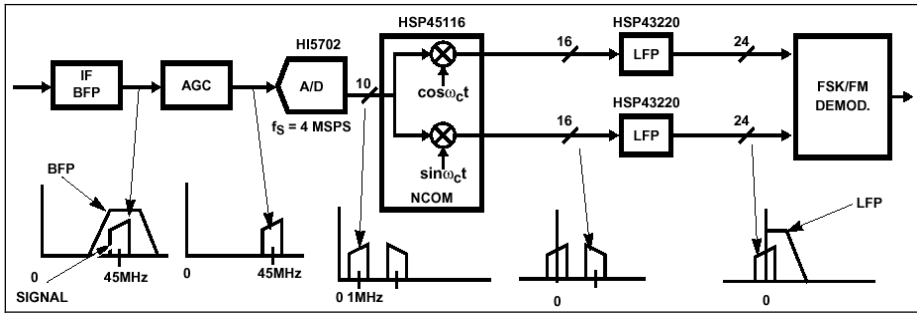 HSP45116
HSP43220
HI5702
IF
BFP
AGC
A/D
10
16
24
LFP
cosωct
fS = 4 MSPS
HSP43220
FSK/FM
DEMOD.
16
24
LFP
sinωct
NCOM
BFP
LFP
0
45MHz
SIGNAL
0
45MHz
0 1MHz
0
0